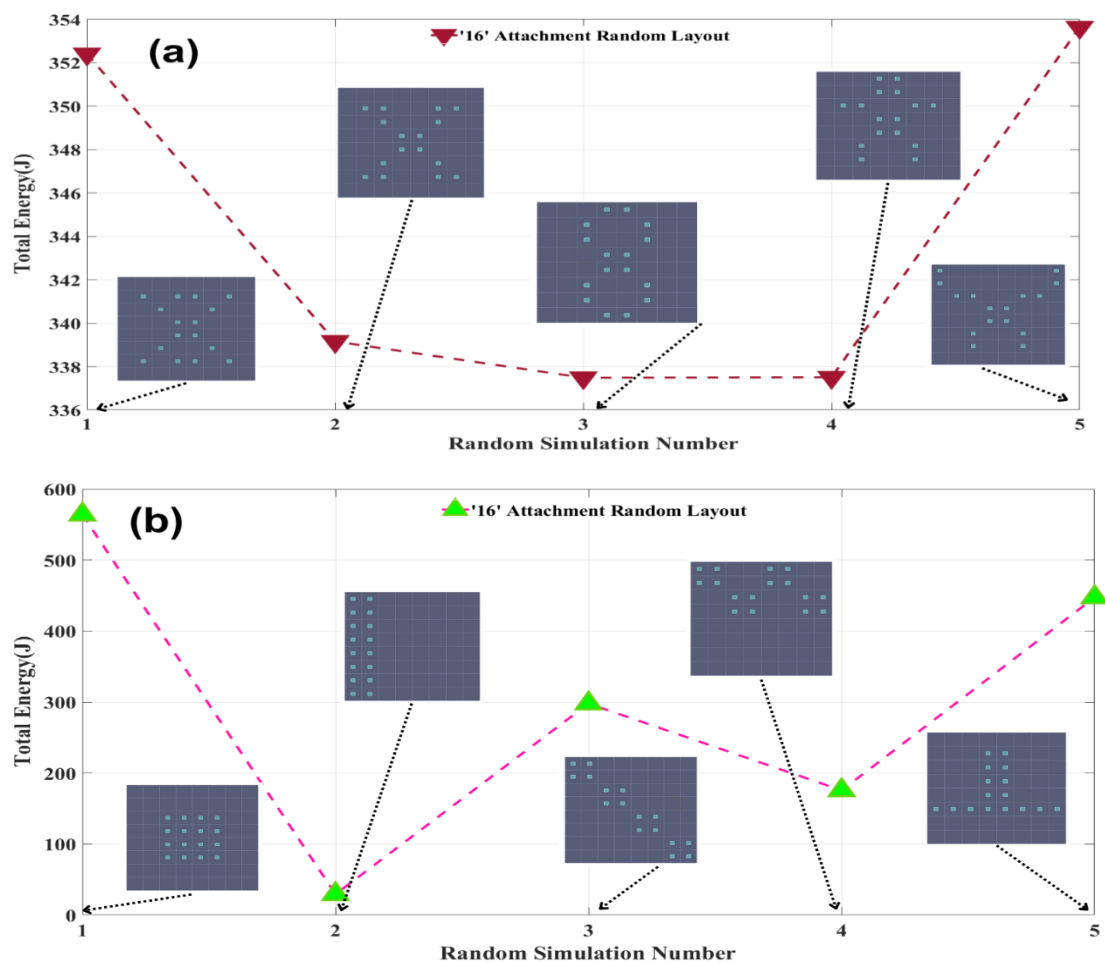 354
(a)
'16' Attachment Random Layout
352
350
348
346
344
342
340
338
336
Total Energy(J)
1 2 3 4 5
Random Simulation Number
600
(b)
'16' Attachment Random Layout
500
400
300
200
100
0
Total Energy(J)
1 2 3 4 5
Random Simulation Number